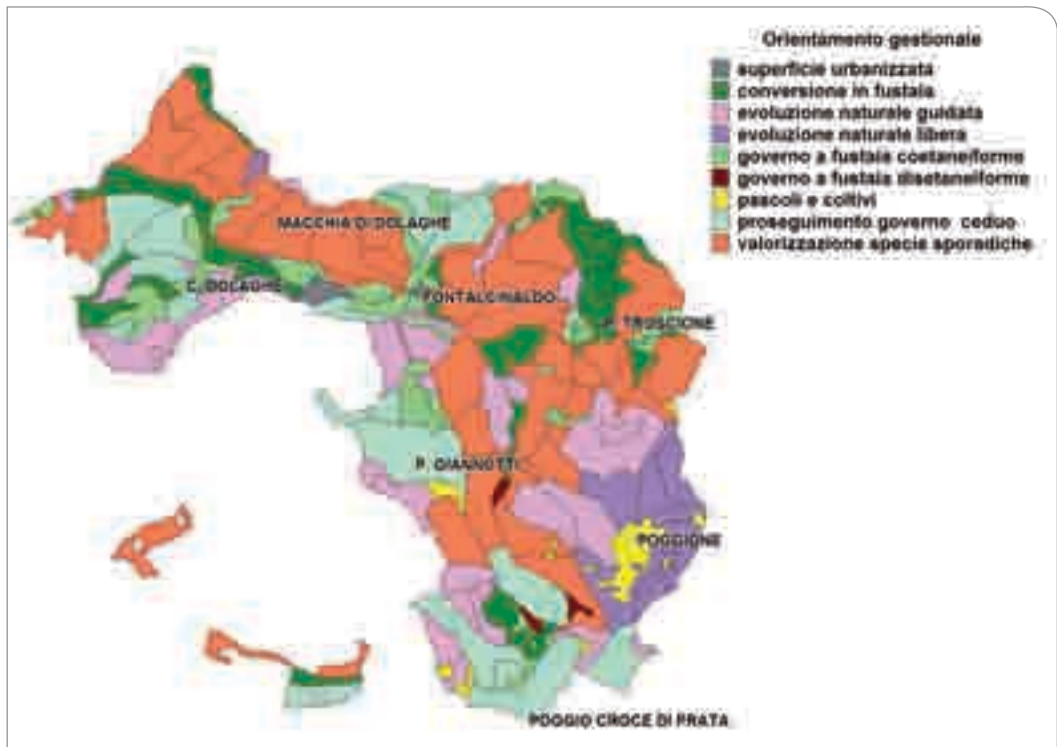 Orientamento gestionale
superficie urbanizzata
conversione in fustaia
evoluzione naturale guidata
evoluzione naturale libera
governo a fustaia coetaneiforme
governo a fustaia disetaneiforme
pascoli e coltivi
proseguimento governo ceduo
valorizzazione specie sporadiche
MACCHIA DI DOLAGHE
C. DOLAGHE
FONTALCINALDO
P. TRUSCIONE
P. GIANNOTTI
POGGIONE
POGGIO CROCE DI PRATA